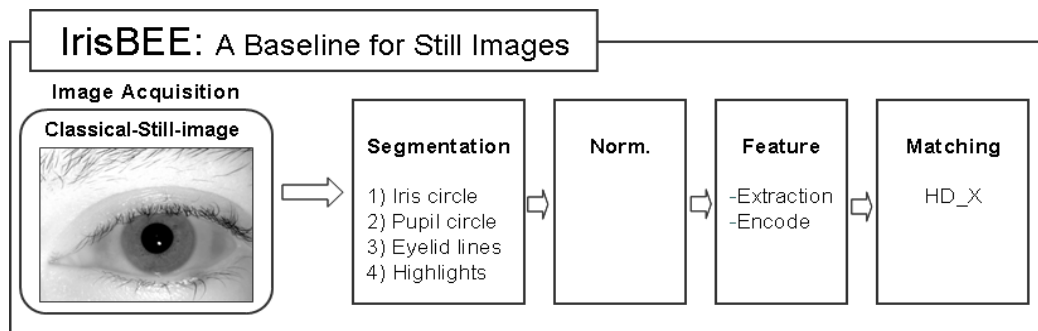 IrisBEE: A Baseline for Still Images
Image Acquisition
Classical-Still-image
Segmentation
1) Iris circle
2) Pupil circle
3) Eyelid lines
4) Highlights
Norm.
Feature
-Extraction
-Encode
Matching
HD_X